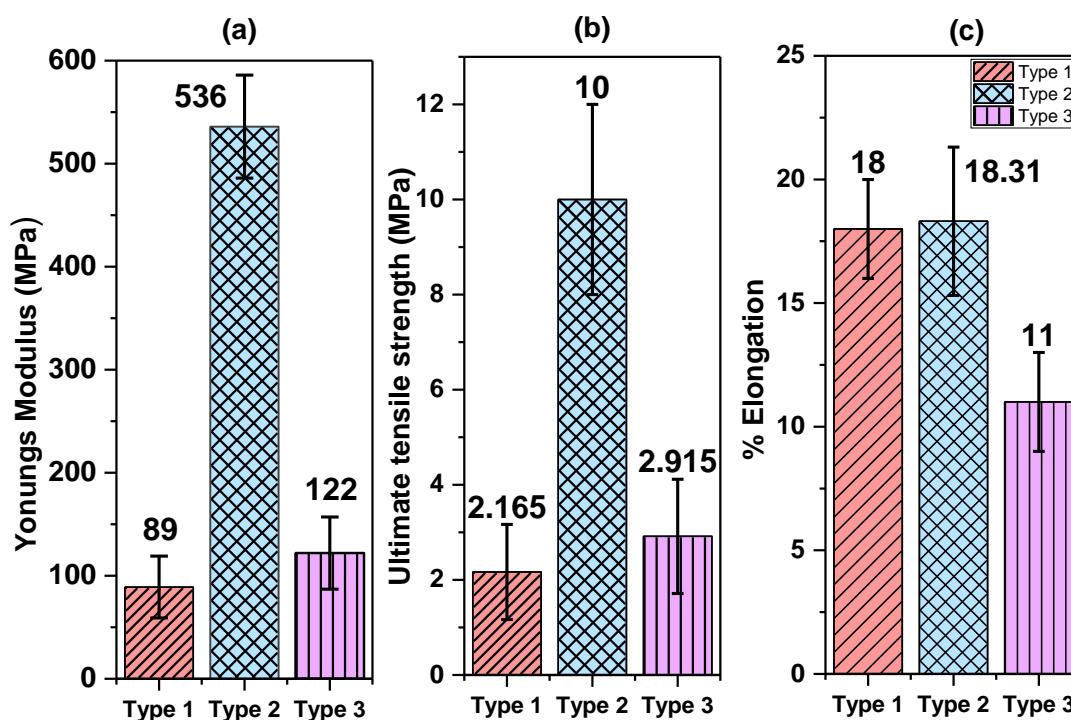 (a)
Yonungs Modulus (MPa)
600
500
400
300
200
100
0
89
536
122
Type 1 Type 2 Type 3
(b)
Ultimate tensile strength (MPa)
12
10
8
6
4
2
0
2.165
10
2.915
Type 1 Type 2 Type 3
(c)
% Elongation
25
20
15
10
5
0
Type 1
Type 2
Type 3
18
18.31
11
Type 1 Type 2 Type 3